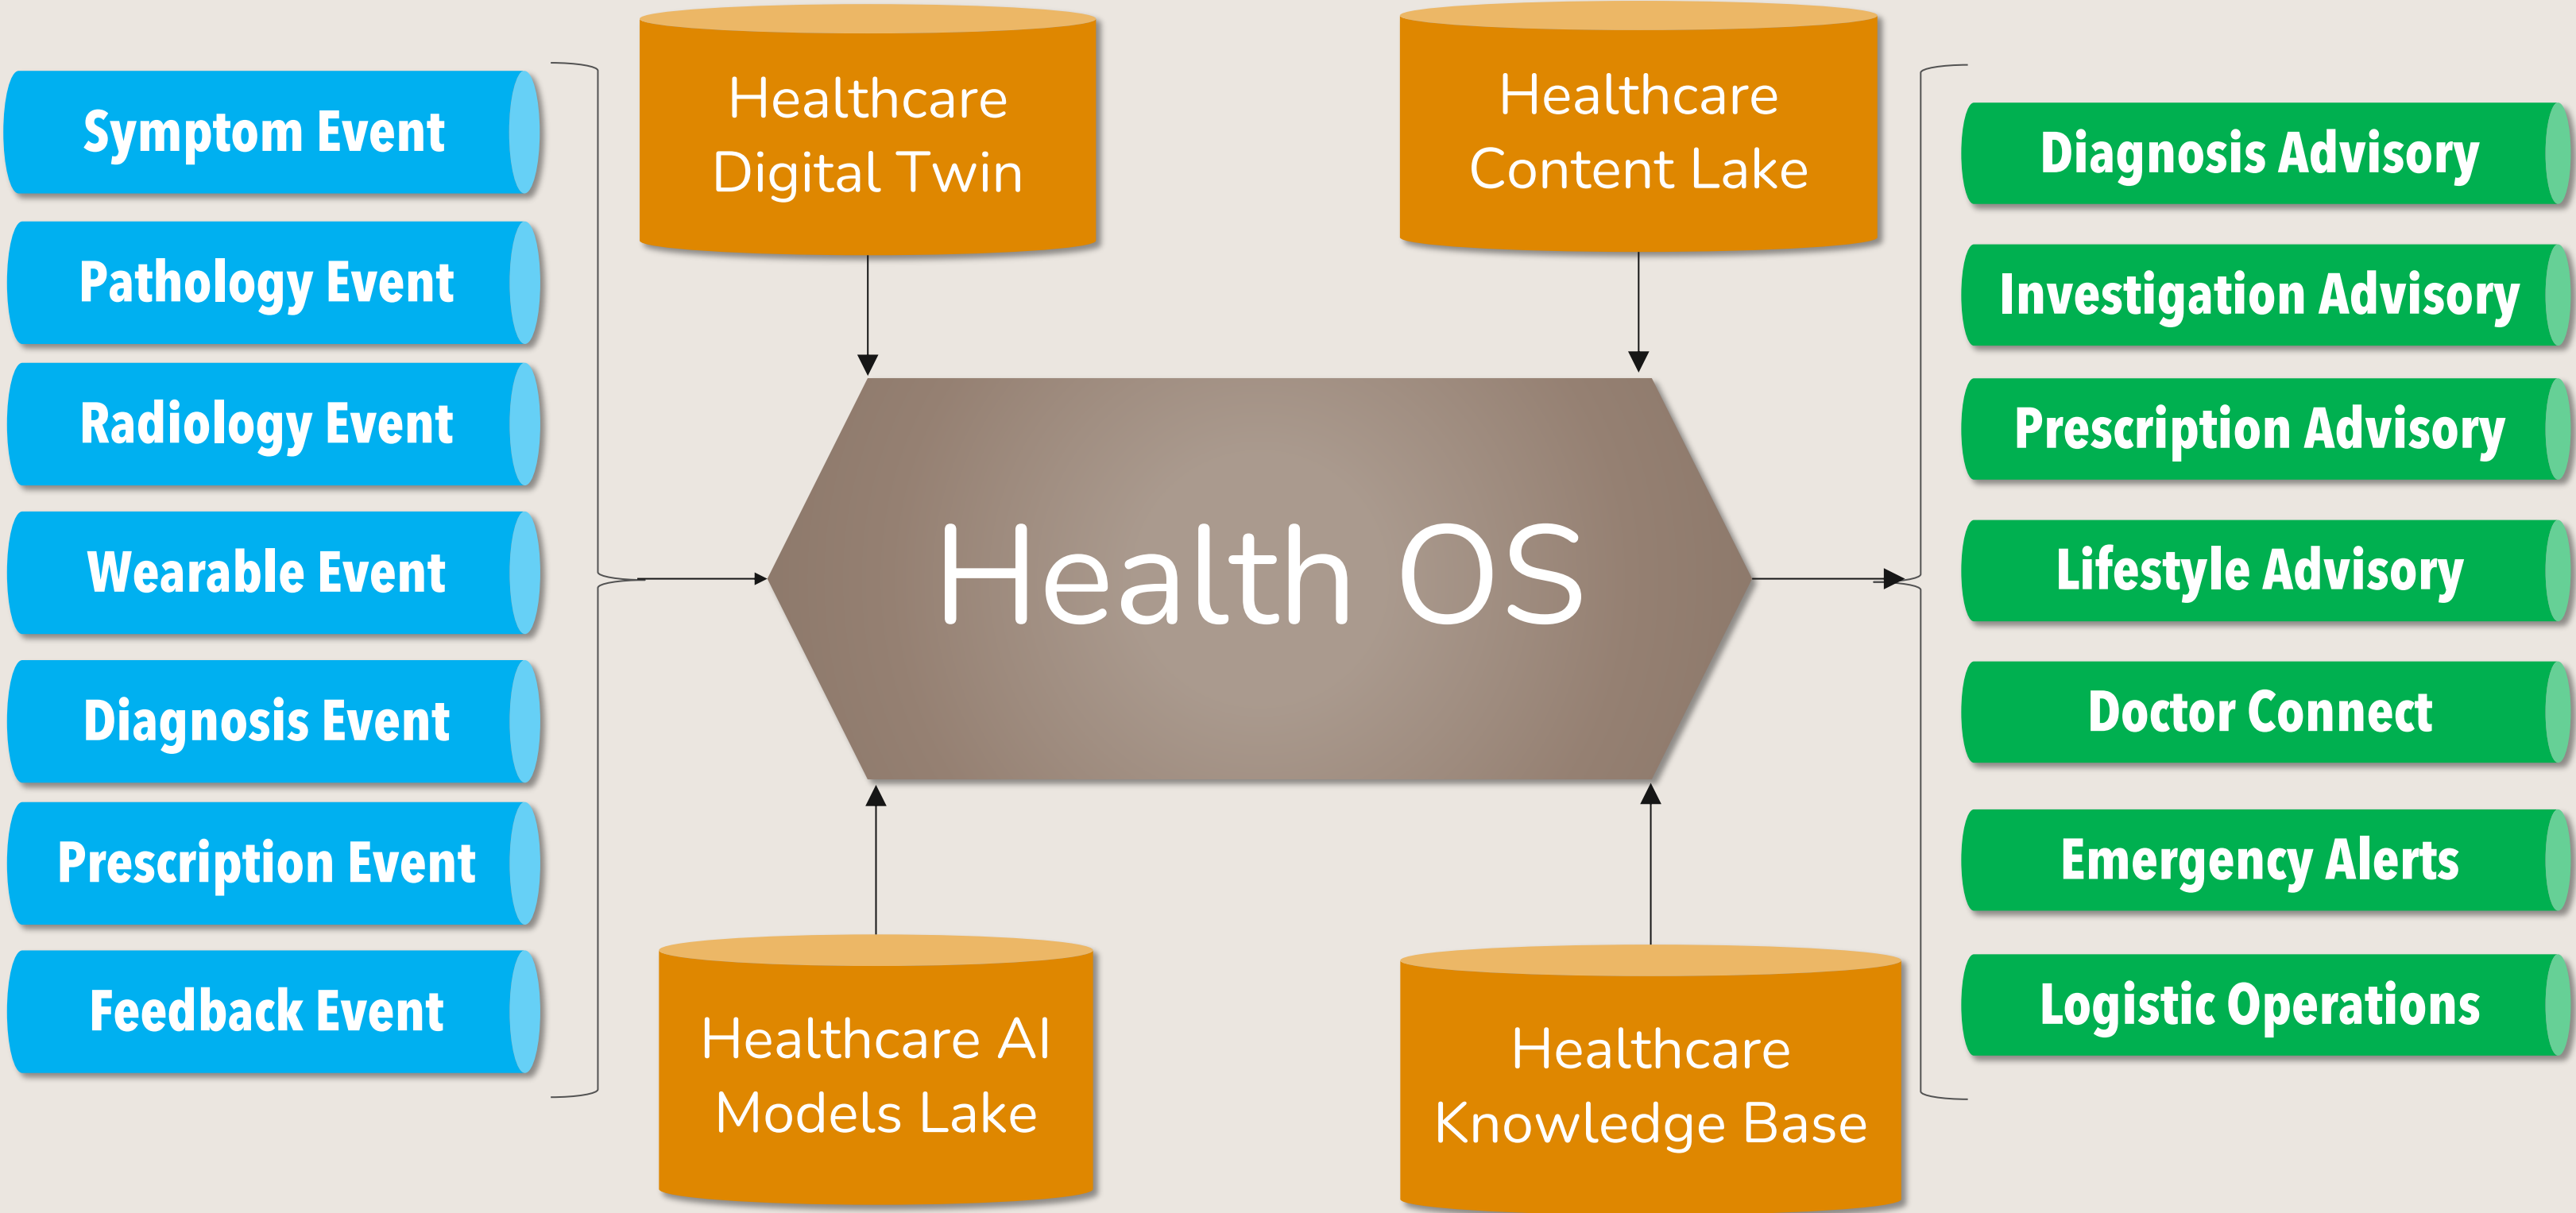 Symptom Event
Pathology Event
Radiology Event
Wearable Event
Diagnosis Event
Prescription Event
Feedback Event
Healthcare
Digital Twin
Healthcare
Content Lake
Health OS
Healthcare AI
Models Lake
Healthcare
Knowledge Base
Diagnosis Advisory
Investigation Advisory
Prescription Advisory
Lifestyle Advisory
Doctor Connect
Emergency Alerts
Logistic Operations